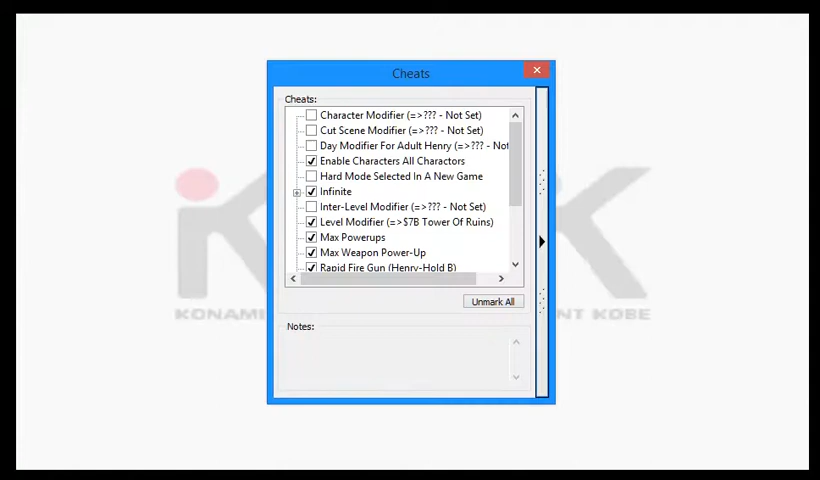 Cheats
Cheats:
Character Modifier (=>??? - Not Set)
Cut Scene Modifier (=>??? - Not Set)
Day Modifier For Adult Henry (=>??? - Not
Enable Characters All Charactors
Hard Mode Selected In A New Game
Infinite
Inter-Level Modifier (=>??? - Not Set)
Level Modifier (=>$7B Tower Of Ruins)
Max Powerups
Max Weapon Power-Up
Rapid Fire Gun (Henry-Hold B)
Unmark All
KONAMI
NT KOBE
Notes: